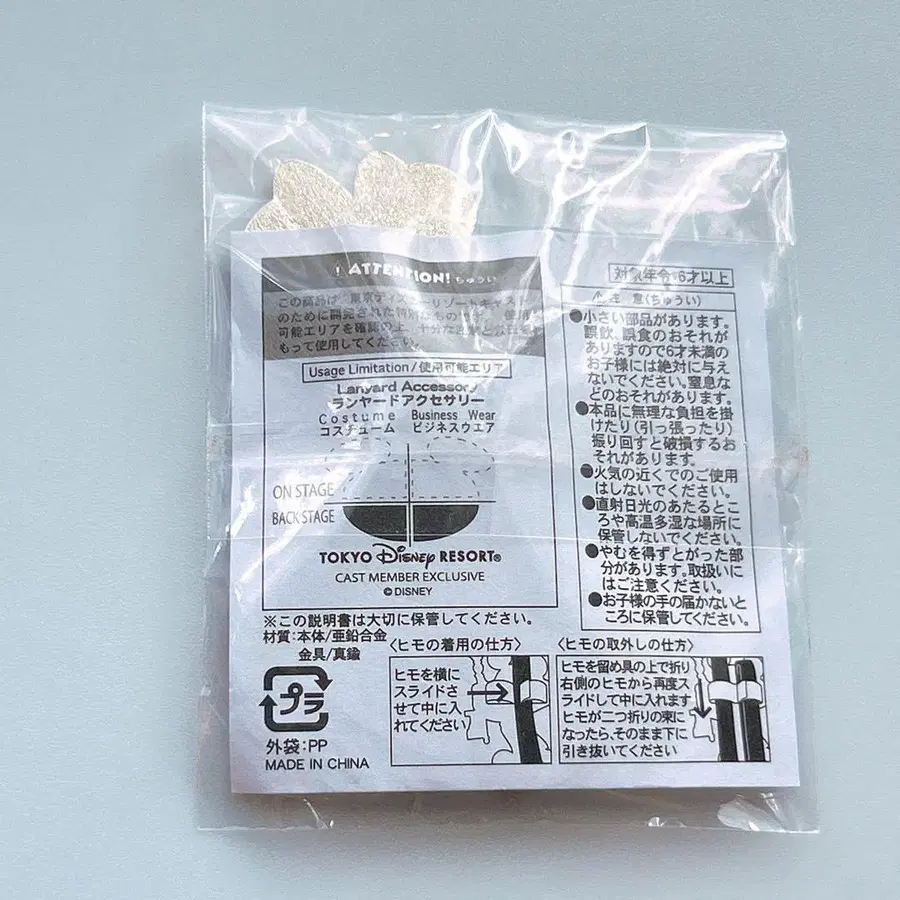 ! ATTENTION! ちゅうい
この商品は、東京ディズニーリゾートキャスト
のために開発された特別なものです。使用
可能エリアを確認の上、十分な注意と
もって使用してください。
Usage Limitation/使用可能エリア
Lanyard Accessory
ランヤードアクセサリー
Costume Business Wear
コスチューム ビジネスウエア
ON STAGE
BACK STAGE
TOKYO Disney RESORT®
CAST MEMBER EXCLUSIVE
© DISNEY
対象年令 6才以上
注 意(ちゅうい)
●小さい部品があります。
誤飲、誤食のおそれが
ありますので6才未満の
お子様には絶対に与え
ないでください。窒息な
どのおそれがあります。
●本品に無理な負担を掛
けたり(引っ張ったり)
振り回すと破損するお
それがあります。
●火気の近くでのご使用
はしないでください。
●直射日光のあたるとこ
ろや高温多湿な場所に
保管しないでください。
●やむを得ずとがった部
分があります。取扱いに
はご注意ください。
●お子様の手の届かないと
ころに保管してください。
※この説明書は大切に保管してください。
材質:本体/亜鉛合金
金具/真鍮
プラ
外袋:PP
MADE IN CHINA
〈ヒモの着用の仕方〉
ヒモを横に
スライドさ
せて中に入
れてください
〈ヒモの取外しの仕方〉
ヒモを留め具の上で折り
右側のヒモから再度ス
ライドして中に入れます
ヒモが二つ折りの束に
なったら、そのまま下に
引き抜いてください